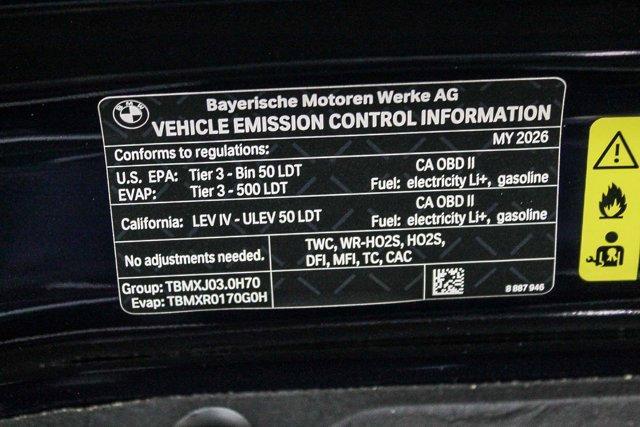 BMW
Bayerische Motoren Werke AG
VEHICLE EMISSION CONTROL INFORMATION
Conforms to regulations: MY 2026
U.S. EPA: Tier 3 - Bin 50 LDT CA OBD II
EVAP: Tier 3 - 500 LDT Fuel: electricity Li+, gasoline
CA OBD II
California: LEV IV - ULEV 50 LDT Fuel: electricity Li+, gasoline
No adjustments needed. TWC, WR-HO2S, HO2S,
DFI, MFI, TC, CAC
Group: TBMXJ03.0H70
Evap: TBMXR0170G0H 8 887 946